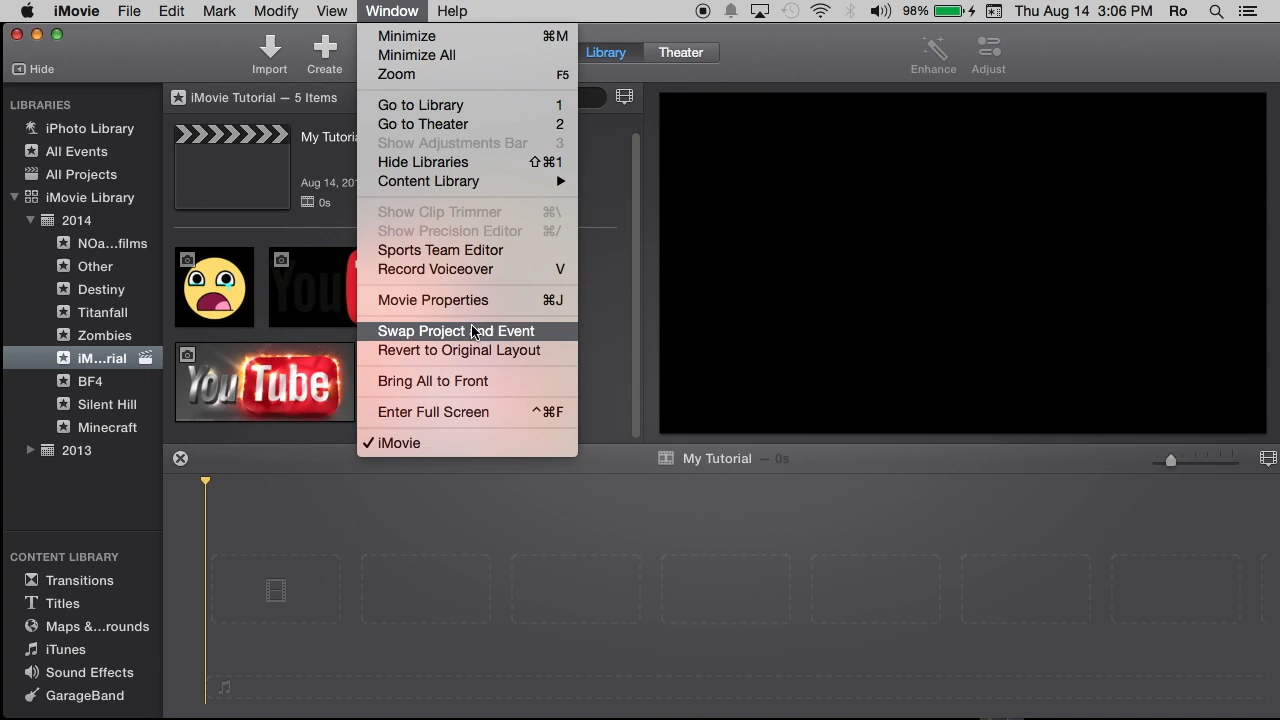 iMovie File Edit Mark Modify View Window Help 98% Thu Aug 14 3:06 PM Ro
Hide Import Create Library Theater Enhance Adjust
LIBRARIES
iPhoto Library
All Events
All Projects
iMovie Library
2014
NOa...films
Other
Destiny
Titanfall
Zombies
iM...rial
BF4
Silent Hill
Minecraft
2013
CONTENT LIBRARY
Transitions
Titles
Maps &...rounds
iTunes
Sound Effects
GarageBand
iMovie Tutorial — 5 Items
My Tutoria
Aug 14, 201
0s
You
You Tube
Minimize ⌘M
Minimize All
Zoom F5
Go to Library 1
Go to Theater 2
Show Adjustments Bar 3
Hide Libraries ⇧⌘1
Content Library ▶
Show Clip Trimmer ⌘\
Show Precision Editor ⌘/
Sports Team Editor
Record Voiceover V
Movie Properties ⌘J
Swap Project and Event
Revert to Original Layout
Bring All to Front
Enter Full Screen ^⌘F
✓ iMovie
My Tutorial — 0s